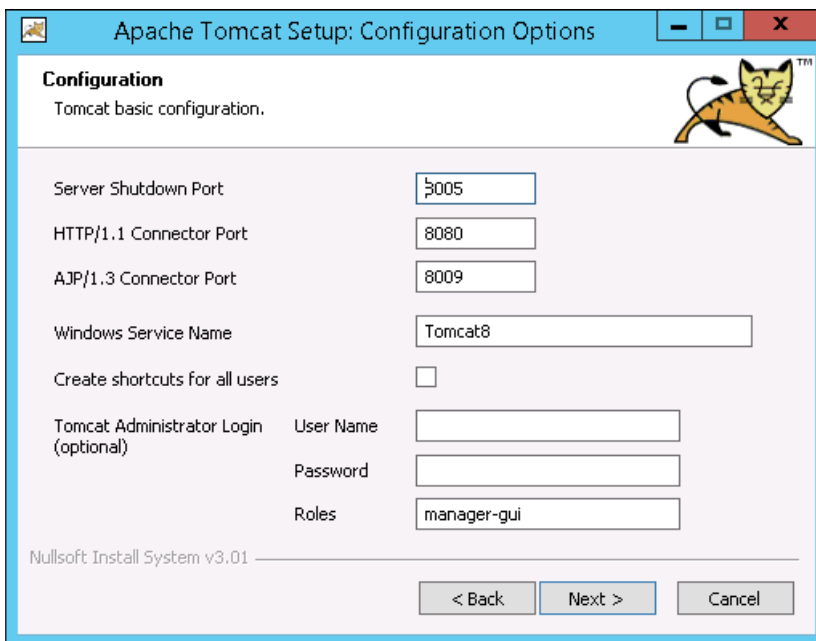 Apache Tomcat Setup: Configuration Options
Configuration
Tomcat basic configuration.
TM
Server Shutdown Port 8005
HTTP/1.1 Connector Port 8080
AJP/1.3 Connector Port 8009
Windows Service Name Tomcat8
Create shortcuts for all users
Tomcat Administrator Login (optional)
User Name
Password
Roles manager-gui
Nullsoft Install System v3.01
< Back Next > Cancel